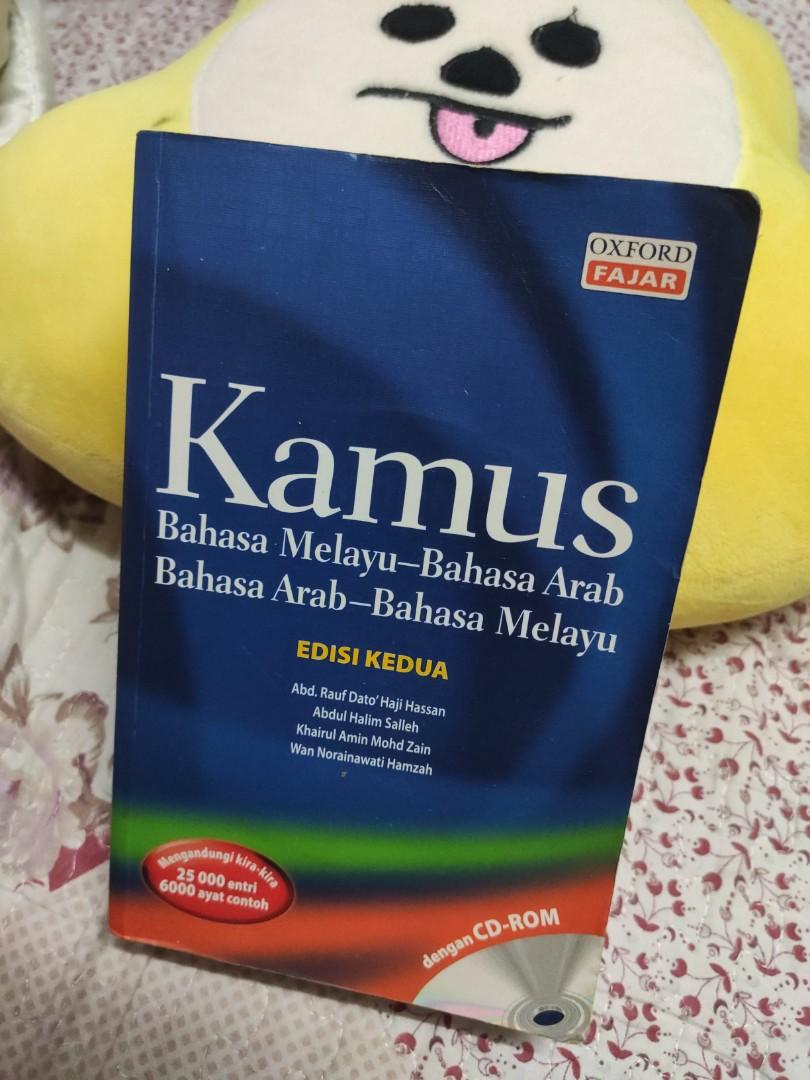 OXFORD
FAJAR
Kamus
Bahasa Melayu–Bahasa Arab
Bahasa Arab–Bahasa Melayu
EDISI KEDUA
Abd. Rauf Dato' Haji Hassan
Abdul Halim Salleh
Khairul Amin Mohd Zain
Wan Norainawati Hamzah
Mengandungi kira-kira
25 000 entri
6000 ayat contoh
dengan CD-ROM